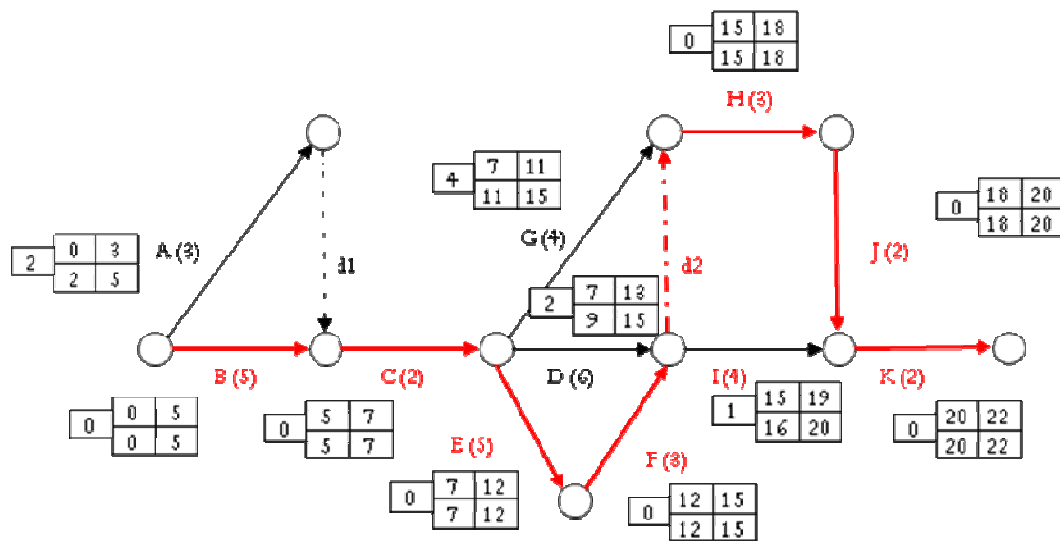 15 18
0
15 18
H (3)
7 11
4
11 15
18 20
0
18 20
A (3)
0 3
2
2 5
G (4)
d1
d2
J (2)
7 13
2
9 15
B (5)
C (2)
D (6)
I (4)
K (2)
0 5
0
0 5
5 7
0
5 7
15 19
1
16 20
20 22
0
20 22
E (5)
F (3)
7 12
0
7 12
12 15
0
12 15